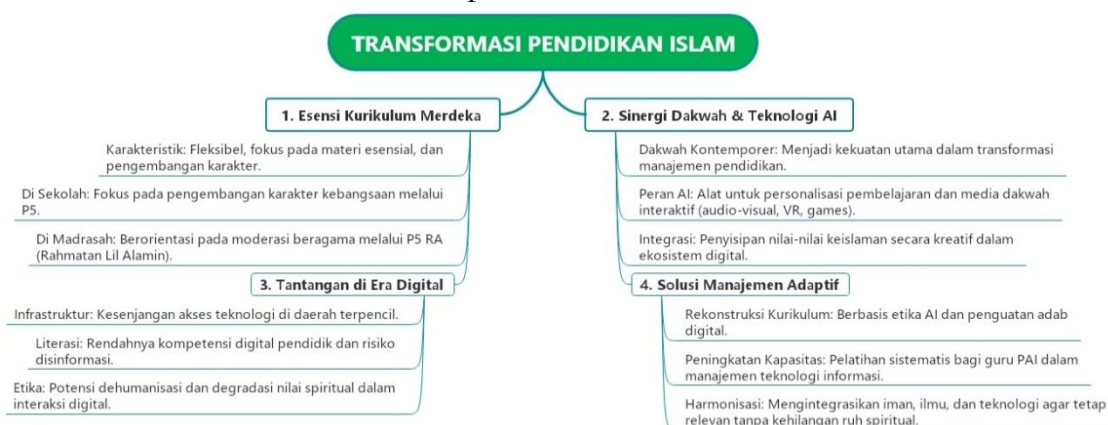 TRANSFORMASI PENDIDIKAN ISLAM
1. Esensi Kurikulum Merdeka
Karakteristik: Fleksibel, fokus pada materi esensial, dan
pengembangan karakter.
Di Sekolah: Fokus pada pengembangan karakter kebangsaan melalui
P5.
Di Madrasah: Berorientasi pada moderasi beragama melalui P5 RA
(Rahmatan Lil Alamin).
2. Sinergi Dakwah & Teknologi AI
Dakwah Kontemporer: Menjadi kekuatan utama dalam transformasi
manajemen pendidikan.
Peran AI: Alat untuk personalisasi pembelajaran dan media dakwah
interaktif (audio-visual, VR, games).
Integrasi: Penyisipan nilai-nilai keislaman secara kreatif dalam
ekosistem digital.
3. Tantangan di Era Digital
Infrastruktur: Kesenjangan akses teknologi di daerah terpencil.
Literasi: Rendahnya kompetensi digital pendidik dan risiko
disinformasi.
Etika: Potensi dehumanisasi dan degradasi nilai spiritual dalam
interaksi digital.
4. Solusi Manajemen Adaptif
Rekonstruksi Kurikulum: Berbasis etika AI dan penguatan adab
digital.
Peningkatan Kapasitas: Pelatihan sistematis bagi guru PAI dalam
manajemen teknologi informasi.
Harmonisasi: Mengintegrasikan iman, ilmu, dan teknologi agar tetap
relevan tanpa kehilangan ruh spiritual.